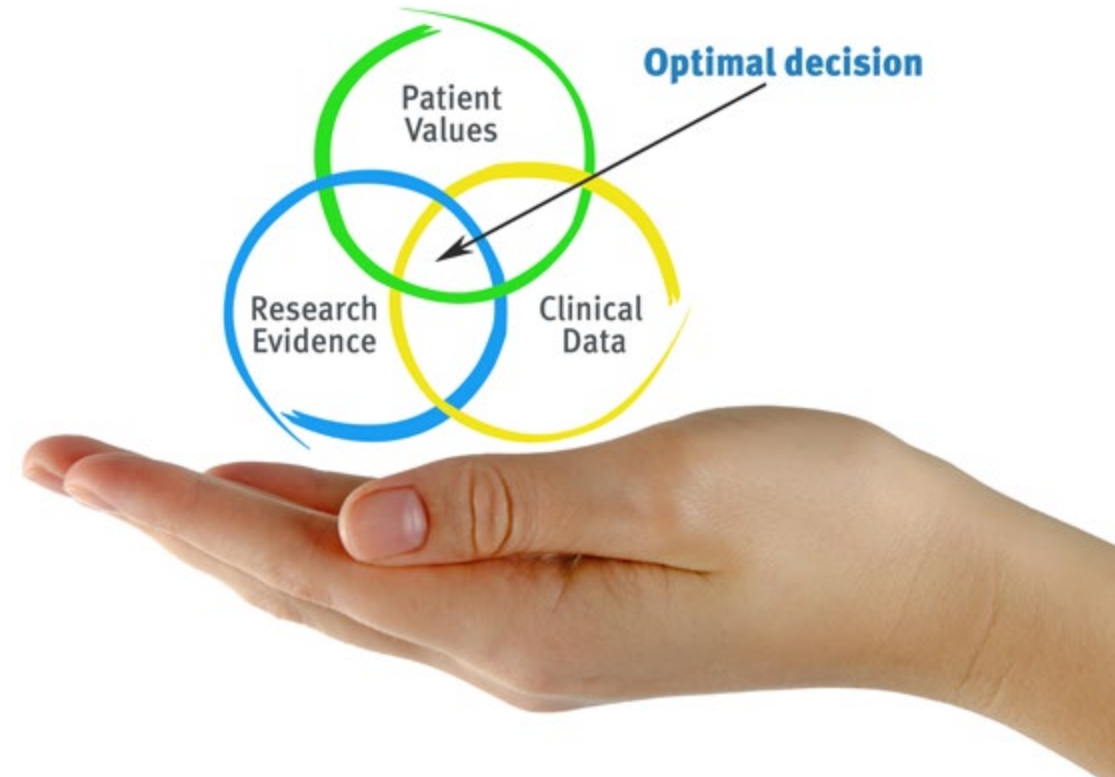 Optimal decision
Patient
Values
Research
Evidence
Clinical
Data